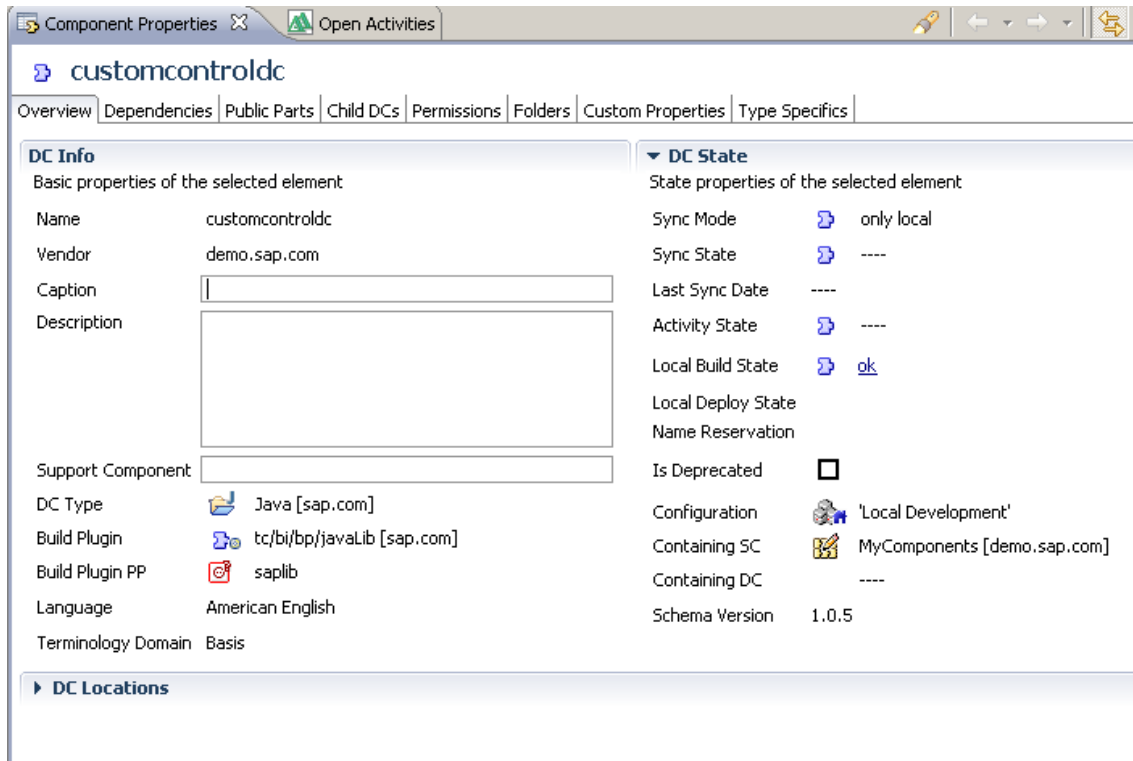 Component Properties
Open Activities
customcontroldc
Overview Dependencies Public Parts Child DCs Permissions Folders Custom Properties Type Specifics
DC Info
Basic properties of the selected element
Name customcontroldc
Vendor demo.sap.com
Caption
Description
Support Component
DC Type Java [sap.com]
Build Plugin tc/bi/bp/javaLib [sap.com]
Build Plugin PP saplib
Language American English
Terminology Domain Basis
DC State
State properties of the selected element
Sync Mode only local
Sync State ----
Last Sync Date ----
Activity State ----
Local Build State ok
Local Deploy State
Name Reservation
Is Deprecated
Configuration 'Local Development'
Containing SC MyComponents [demo.sap.com]
Containing DC ----
Schema Version 1.0.5
DC Locations